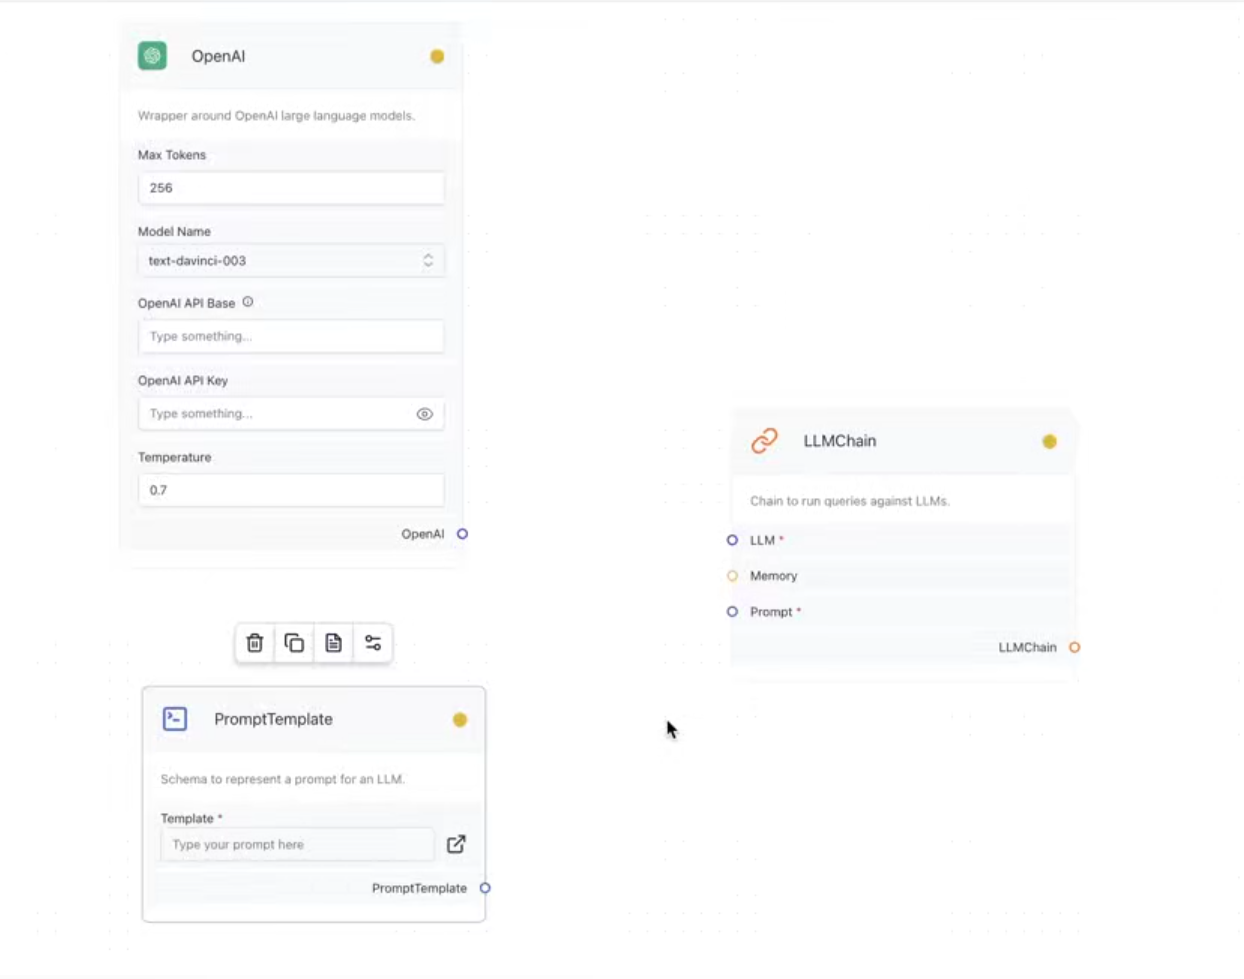 OpenAI
Wrapper around OpenAI large language models.
Max Tokens
256
Model Name
text-davinci-003
OpenAI API Base
Type something...
OpenAI API Key
Type something...
Temperature
0.7
OpenAI
LLMChain
Chain to run queries against LLMs.
LLM *
Memory
Prompt *
LLMChain
PromptTemplate
Schema to represent a prompt for an LLM.
Template *
Type your prompt here
PromptTemplate